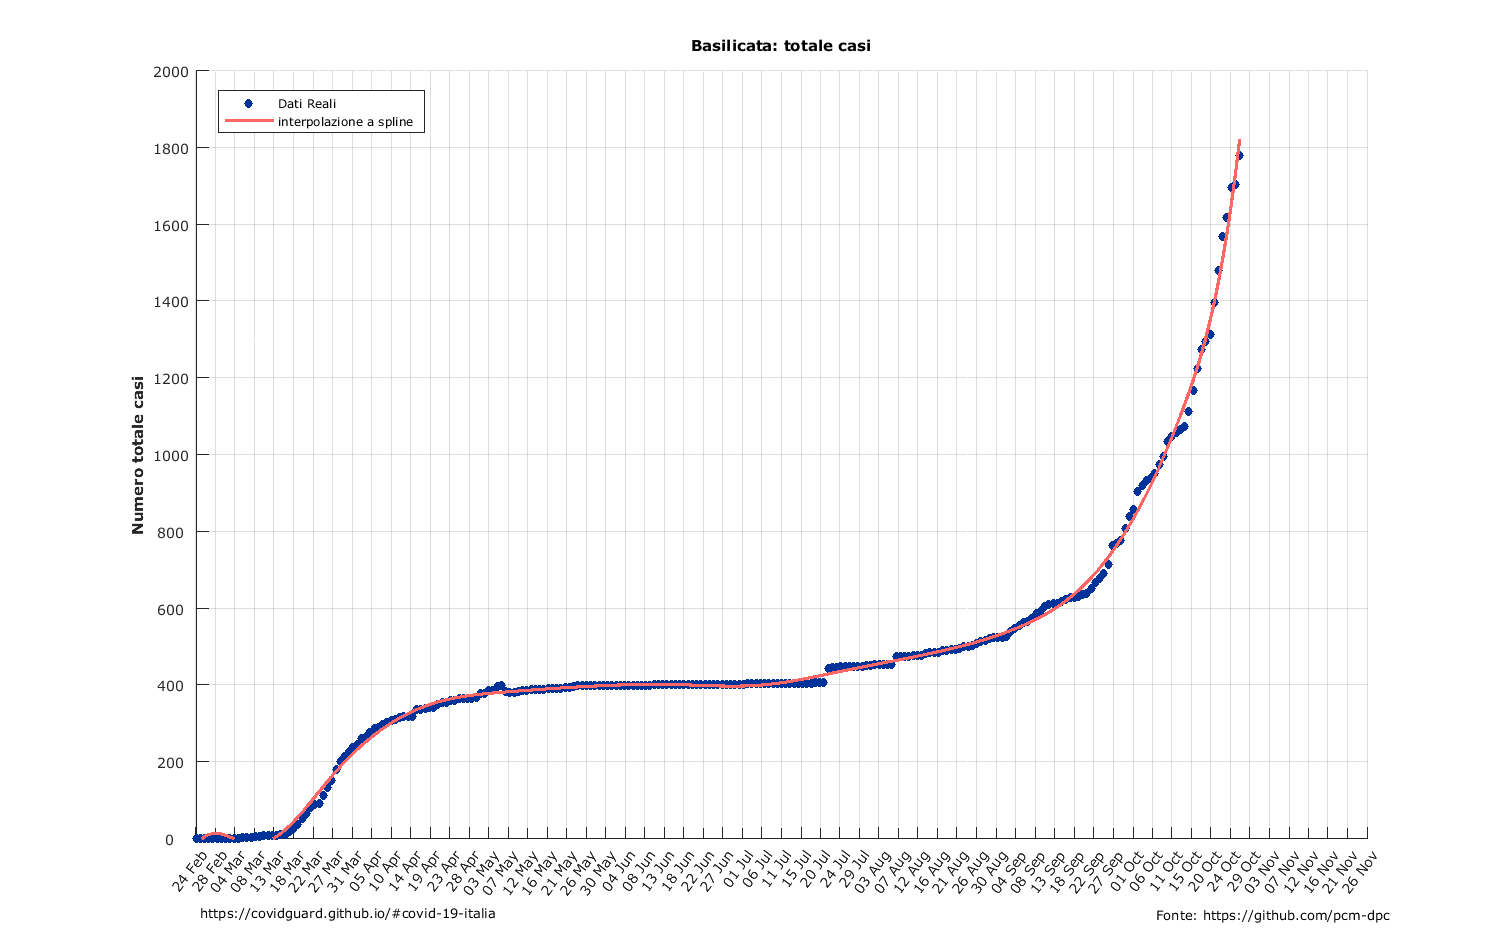 Basilicata: totale casi
Dati Reali
interpolazione a spline
Numero totale casi
2000
1800
1600
1400
1200
1000
800
600
400
200
0
24 Feb
28 Feb
04 Mar
08 Mar
13 Mar
18 Mar
22 Mar
27 Mar
31 Mar
05 Apr
10 Apr
14 Apr
19 Apr
23 Apr
28 Apr
03 May
07 May
12 May
16 May
21 May
26 May
30 May
04 Jun
08 Jun
13 Jun
18 Jun
22 Jun
27 Jun
01 Jul
06 Jul
11 Jul
15 Jul
20 Jul
24 Jul
29 Jul
03 Aug
07 Aug
12 Aug
16 Aug
21 Aug
26 Aug
30 Aug
04 Sep
08 Sep
13 Sep
18 Sep
22 Sep
27 Sep
01 Oct
06 Oct
11 Oct
15 Oct
20 Oct
24 Oct
29 Oct
03 Nov
07 Nov
12 Nov
16 Nov
21 Nov
26 Nov
https://covidguard.github.io/#covid-19-italia
Fonte: https://github.com/pcm-dpc